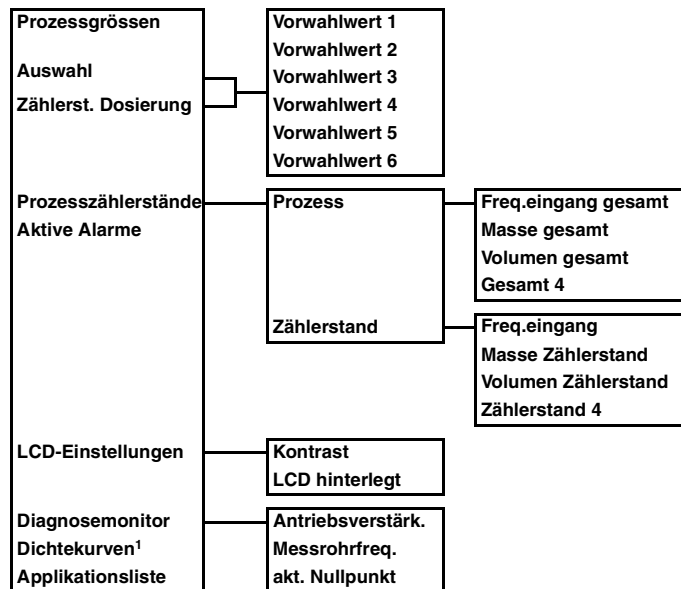 Prozessgrössen
Auswahl
Zählerst. Dosierung
Prozesszählerstände
Aktive Alarme
LCD-Einstellungen
Diagnosemonitor
Dichtekurven¹
Applikationsliste
Vorwahlwert 1
Vorwahlwert 2
Vorwahlwert 3
Vorwahlwert 4
Vorwahlwert 5
Vorwahlwert 6
Prozess
Zählerstand
Kontrast
LCD hinterlegt
Antriebsverstärk.
Messrohrfreq.
akt. Nullpunkt
Freq.eingang gesamt
Masse gesamt
Volumen gesamt
Gesamt 4
Freq.eingang
Masse Zählerstand
Volumen Zählerstand
Zählerstand 4